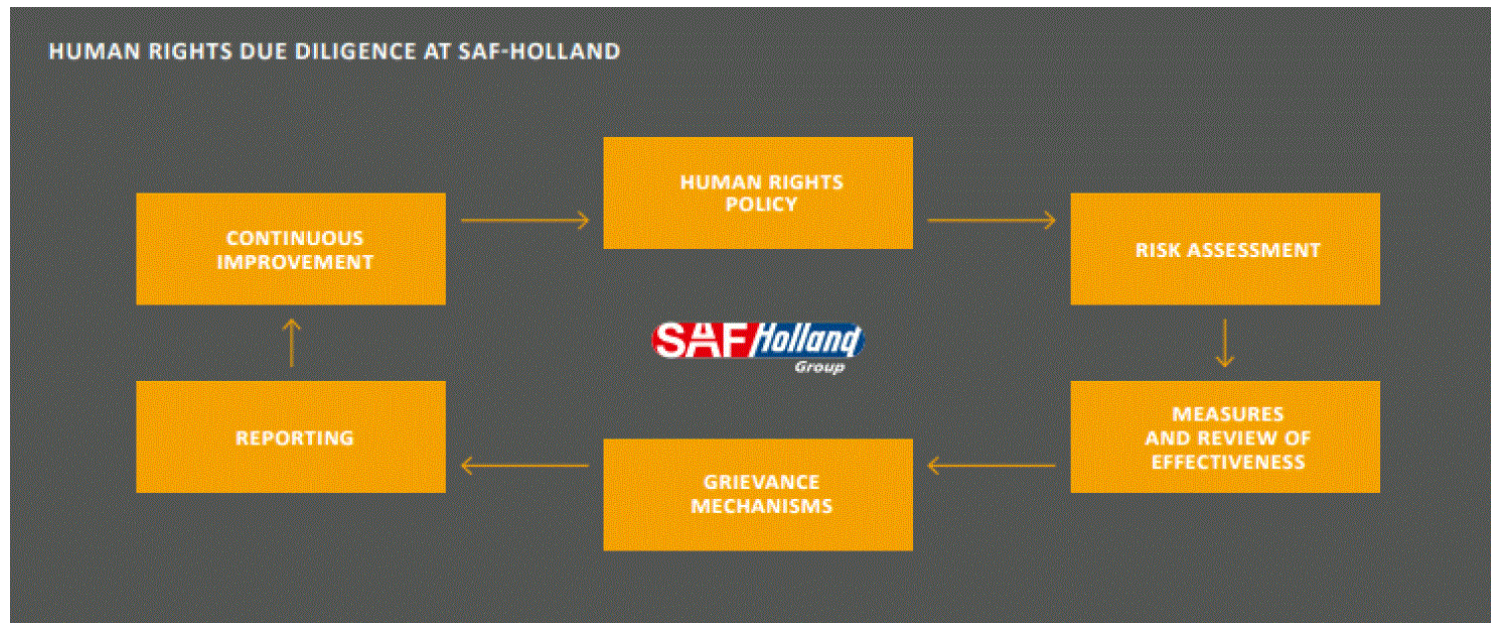 HUMAN RIGHTS DUE DILIGENCE AT SAF-HOLLAND
HUMAN RIGHTS
POLICY
CONTINUOUS
IMPROVEMENT
RISK ASSESSMENT
SAF Holland
Group
REPORTING
MEASURES
AND REVIEW OF
EFFECTIVENESS
GRIEVANCE
MECHANISMS